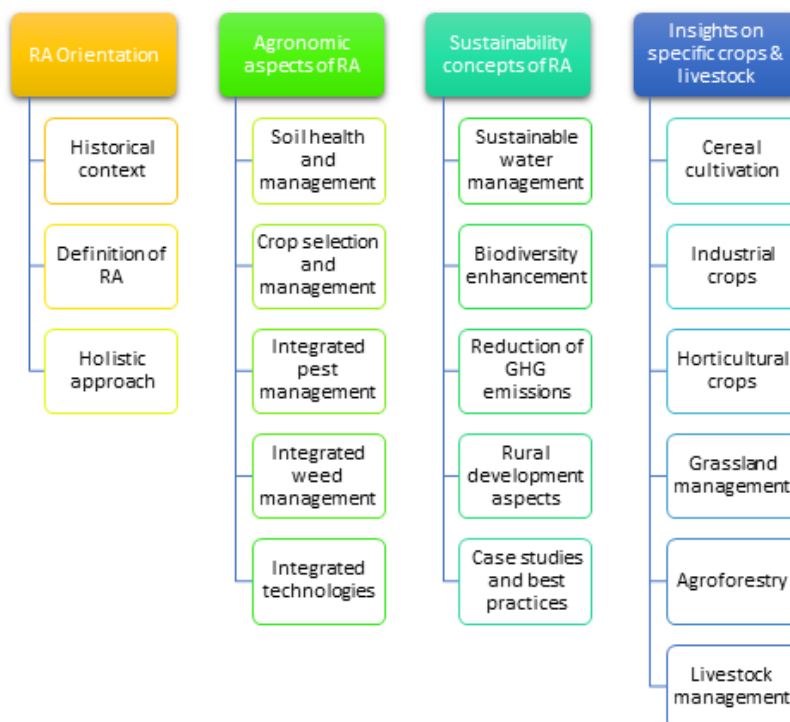 RA Orientation
Historical
context
Definition of
RA
Holistic
approach
Agronomic
aspects of RA
Soil health
and
management
Crop selection
and
management
Integrated
pest
management
Integrated
weed
management
Integrated
technologies
Sustainability
concepts of RA
Sustainable
water
management
Biodiversity
enhancement
Reduction of
GHG
emissions
Rural
development
aspects
Case studies
and best
practices
Insights on
specific crops &
livestock
Cereal
cultivation
Industrial
crops
Horticultural
crops
Grassland
management
Agroforestry
Livestock
management